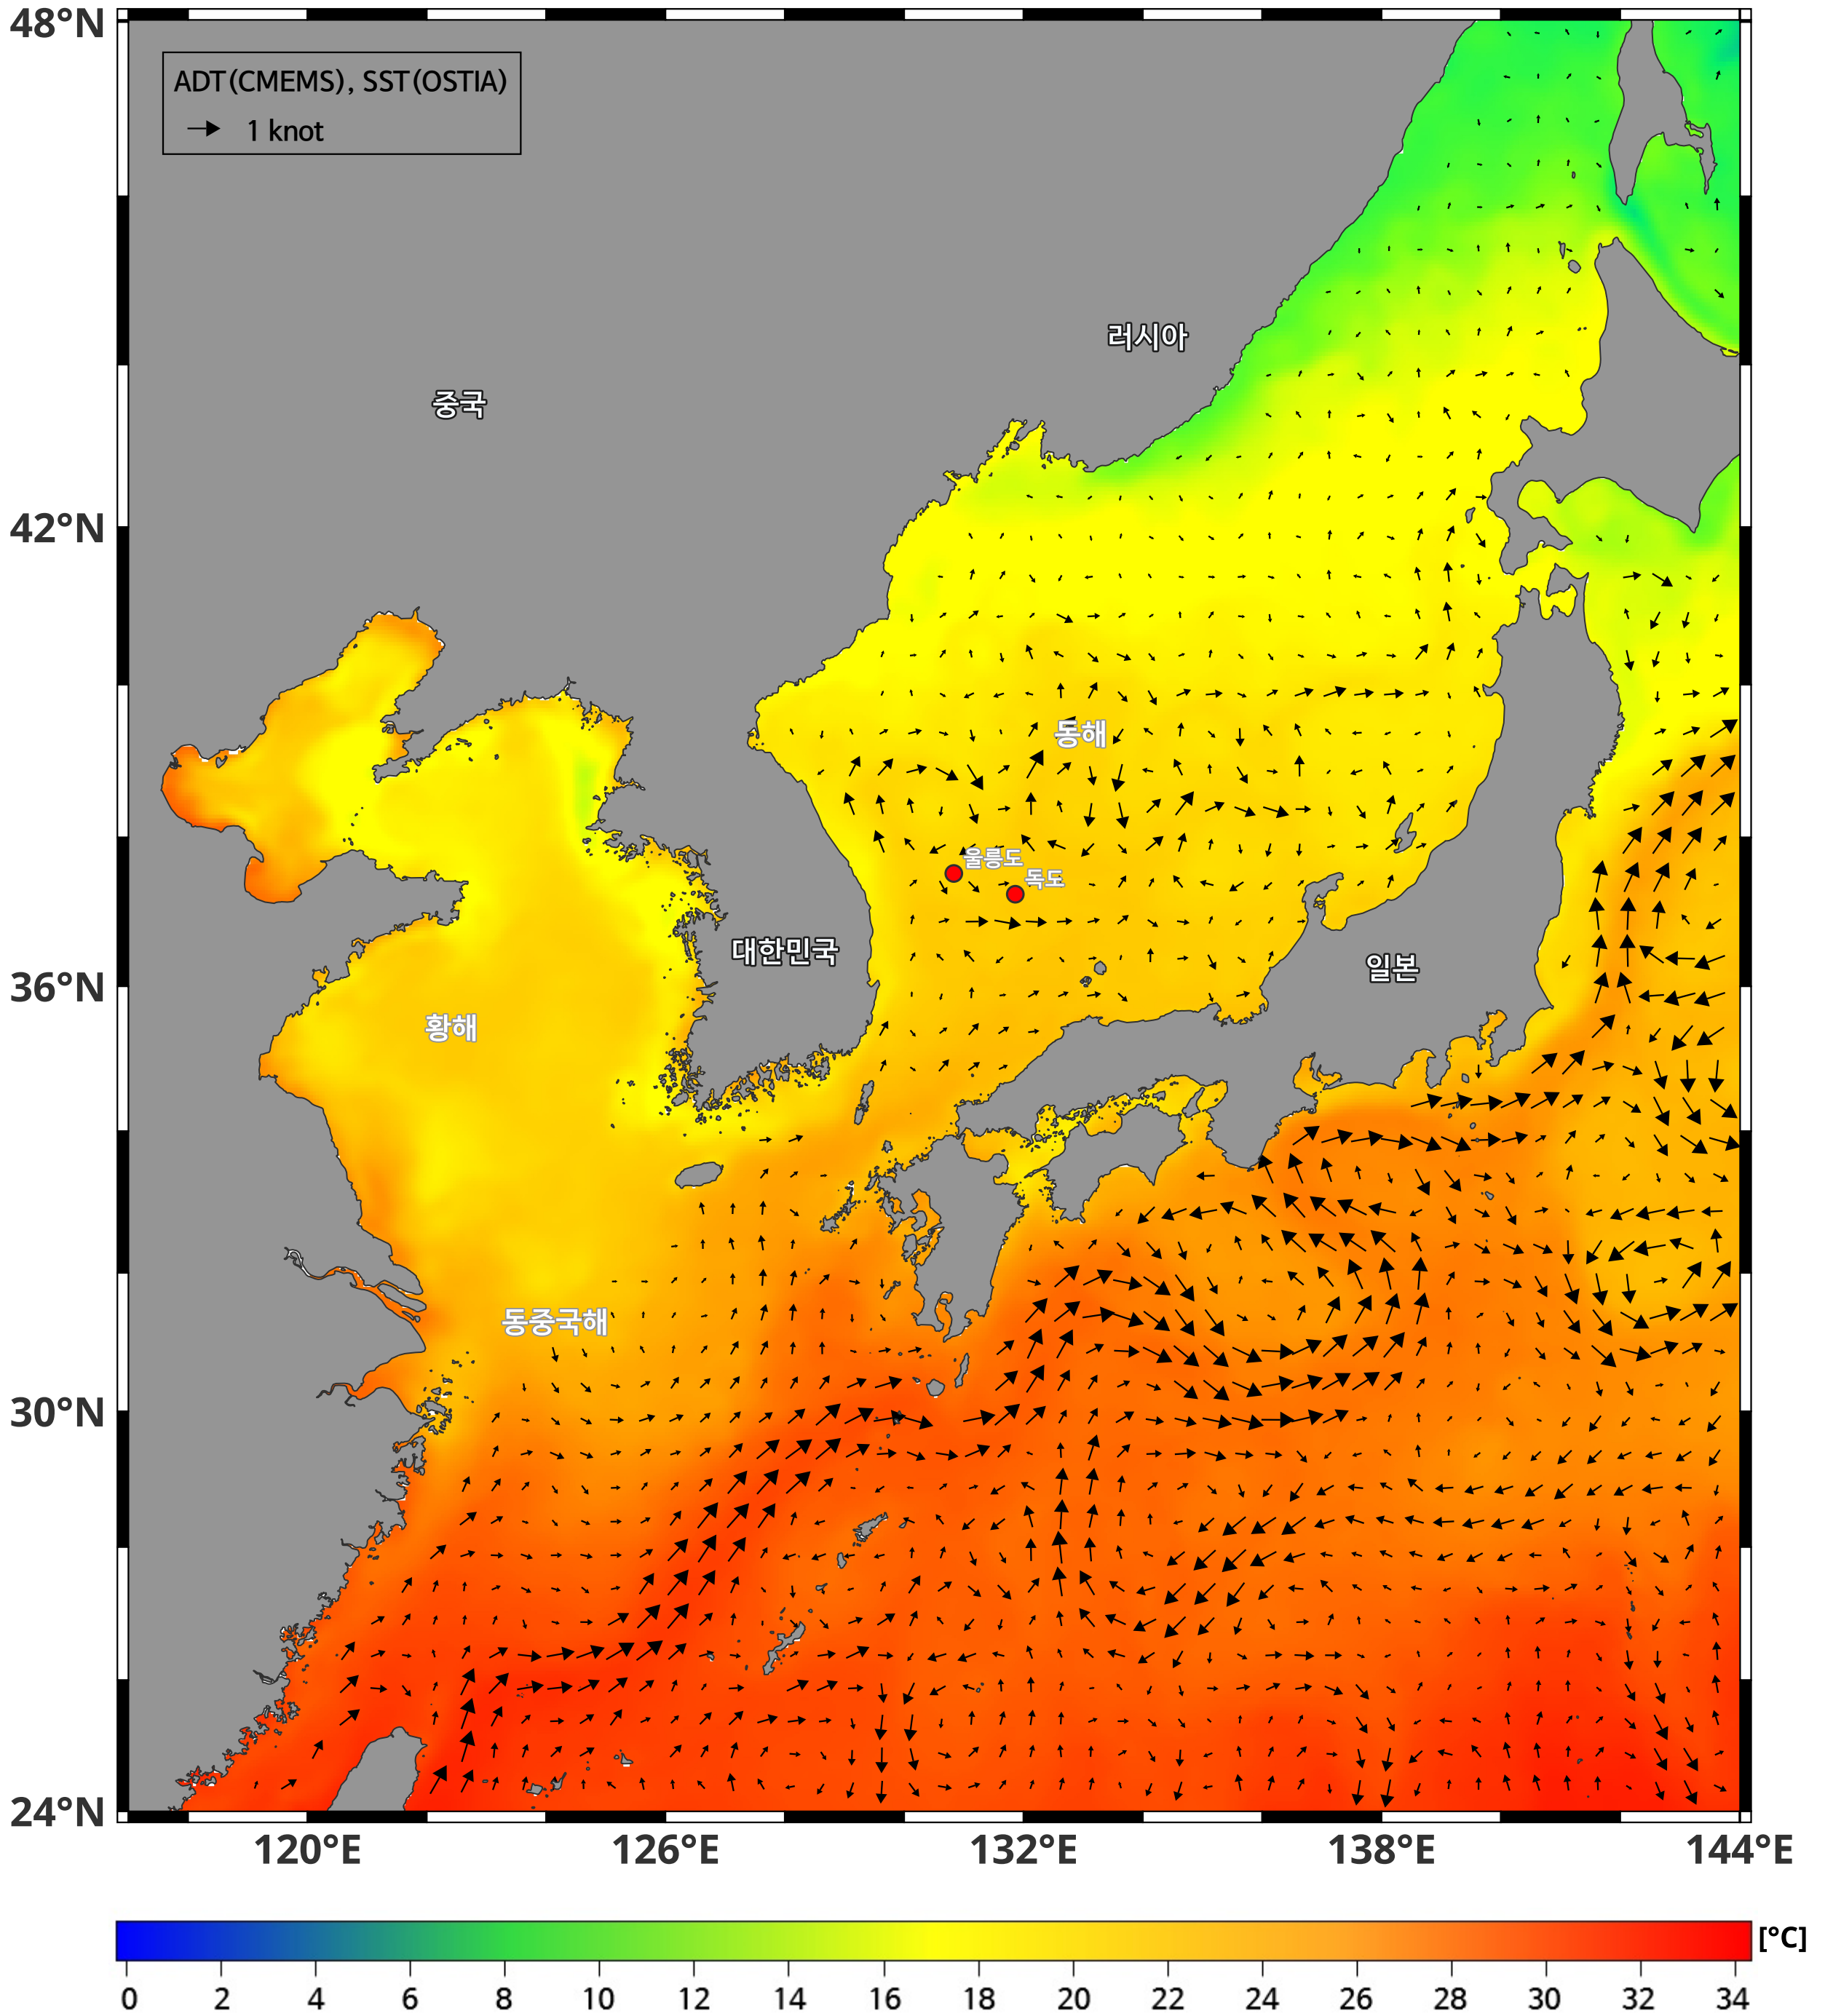 48°N
ADT(CMEMS), SST(OSTIA)
1 knot
러시아
중국
42°N
동해
울릉도
독도
대한민국
일본
36°N
황해
동중국해
30°N
24°N
120°E 126°E 132°E 138°E 144°E
[°C]
0 2 4 6 8 10 12 14 16 18 20 22 24 26 28 30 32 34